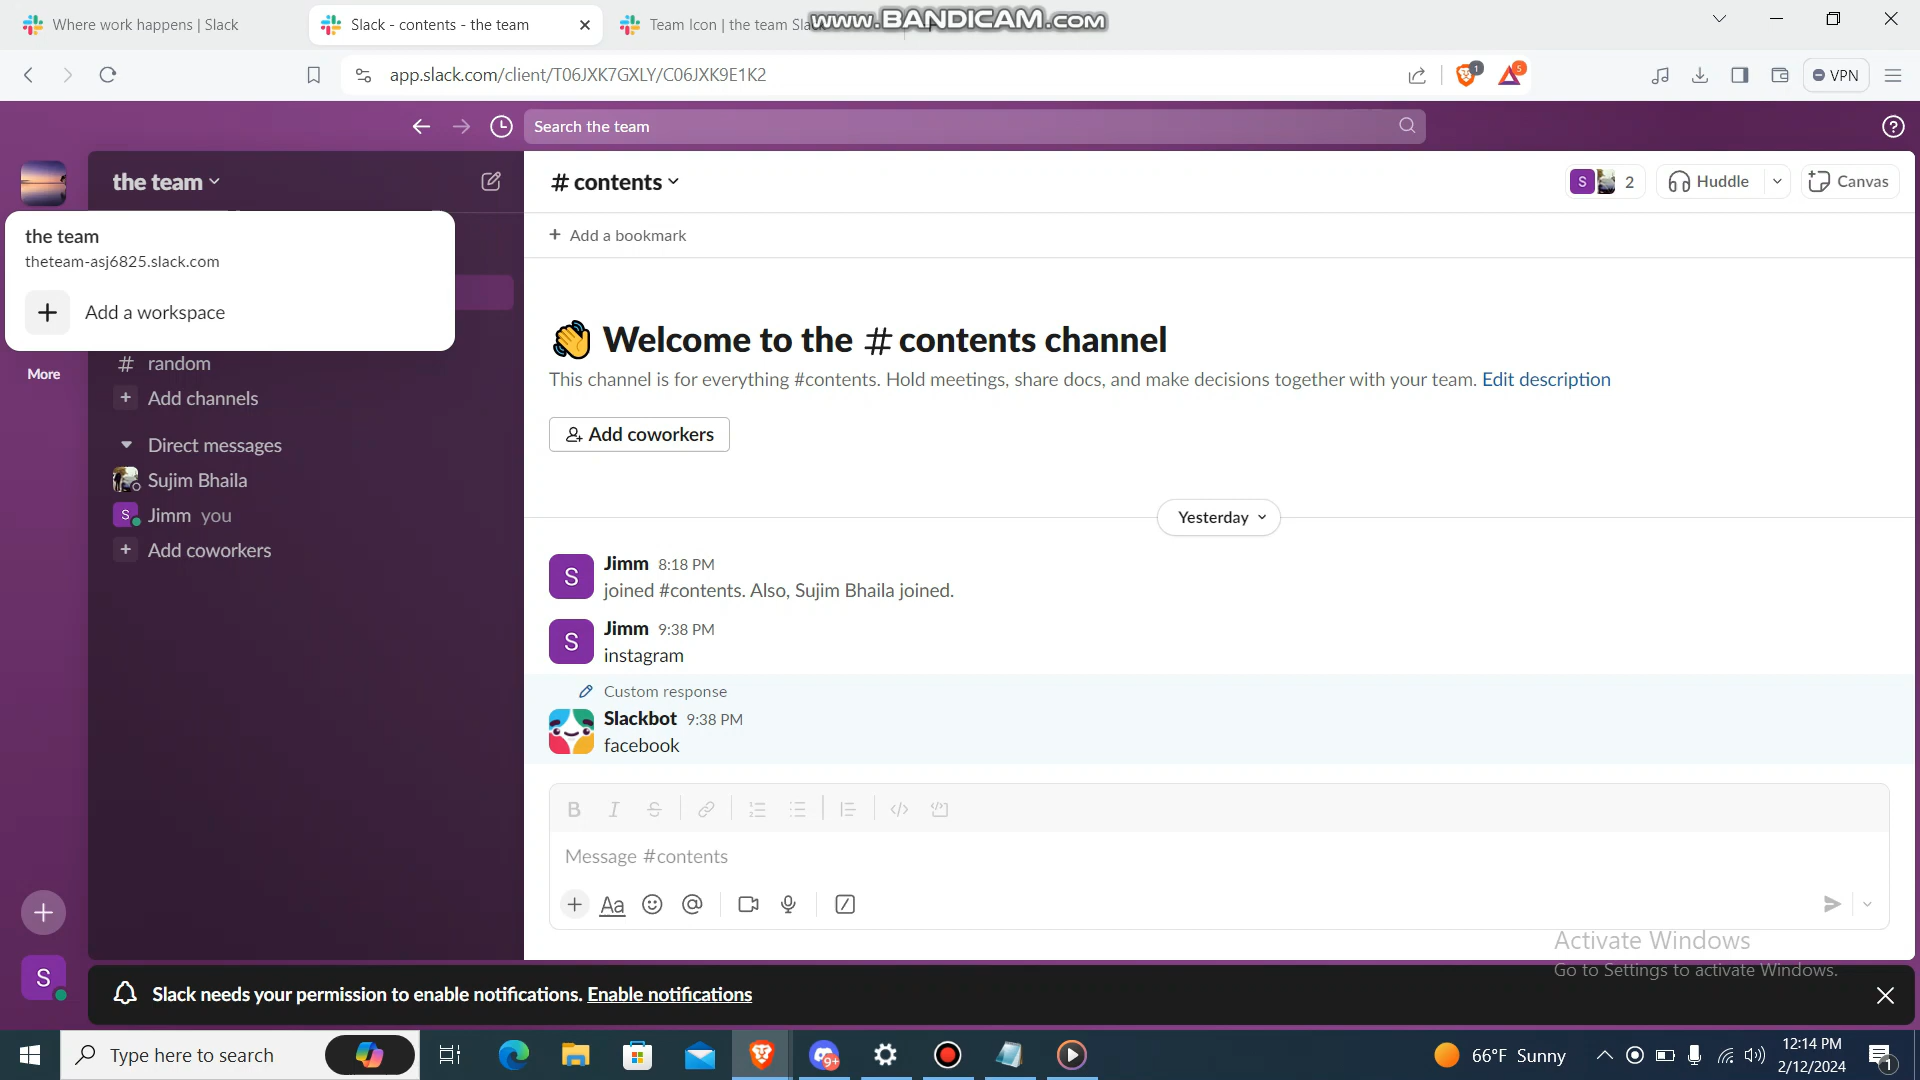 Where work happens | Slack
Slack - contents - the team
Team Icon | the team Sla
www.BANDICAM.com
app.slack.com/client/T06JXK7GXLY/C06JXK9E1K2
1
5
VPN
Search the team
the team
# contents
S
2
Huddle
Canvas
the team
theteam-asj6825.slack.com
+ Add a workspace
+ Add a bookmark
Welcome to the # contents channel
This channel is for everything #contents. Hold meetings, share docs, and make decisions together with your team. Edit description
Add coworkers
More
# random
+ Add channels
Direct messages
Sujim Bhaila
S Jimm you
+ Add coworkers
Yesterday
S
Jimm 8:18 PM
joined #contents. Also, Sujim Bhaila joined.
S
Jimm 9:38 PM
instagram
Custom response
Slackbot 9:38 PM
facebook
B I S
Message #contents
+ Aa @
S
Activate Windows
Go to Settings to activate Windows.
Slack needs your permission to enable notifications. Enable notifications
Type here to search
9+
66°F Sunny
12:14 PM
2/12/2024
1